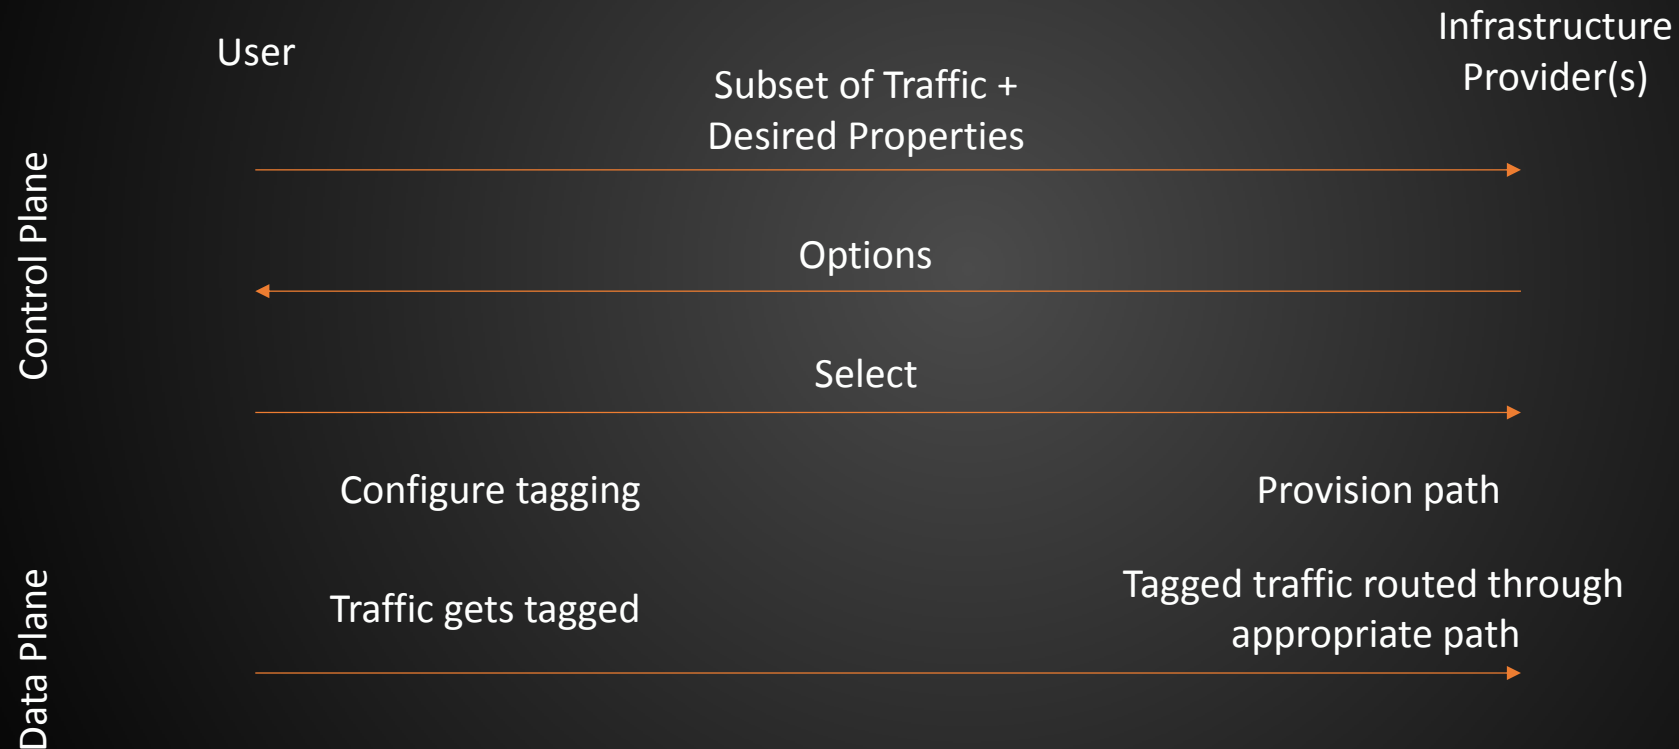 User
Infrastructure
Provider(s)
Subset of Traffic +
Desired Properties
Control Plane
Options
Select
Configure tagging
Provision path
Data Plane
Traffic gets tagged
Tagged traffic routed through
appropriate path